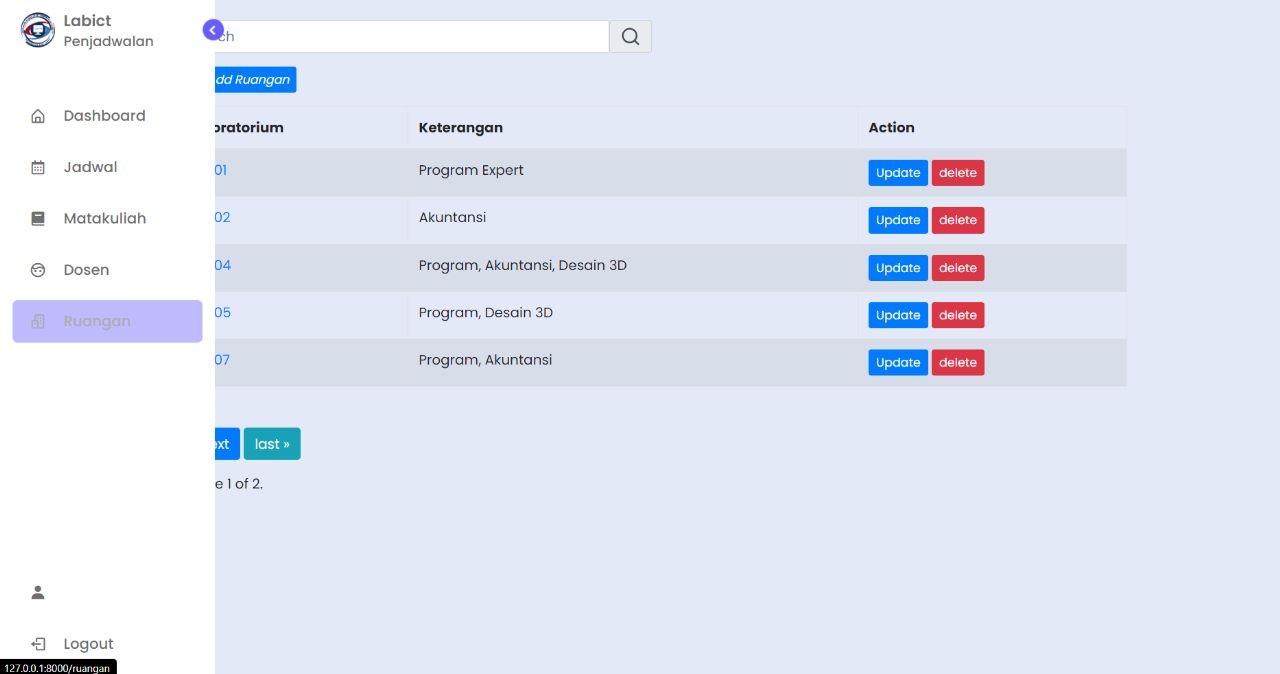 Labict
Penjadwalan
ch
Dashboard
Jadwal
Matakuliah
Dosen
Ruangan
Logout
127.0.0.1:8000/ruangan
dd Ruangan
oratorium Keterangan Action
01 Program Expert Update delete
02 Akuntansi Update delete
04 Program, Akuntansi, Desain 3D Update delete
05 Program, Desain 3D Update delete
07 Program, Akuntansi Update delete
ext last »
e 1 of 2.